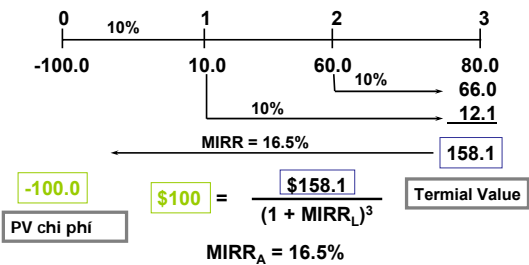 0 1 2 3
10%
-100.0 10.0 60.0 80.0
10% 66.0
10% 12.1
MIRR = 16.5% 158.1
-100.0 $100 = $158.1 Termial Value
(1 + MIRRL)3
PV chi phí
MIRRA = 16.5%